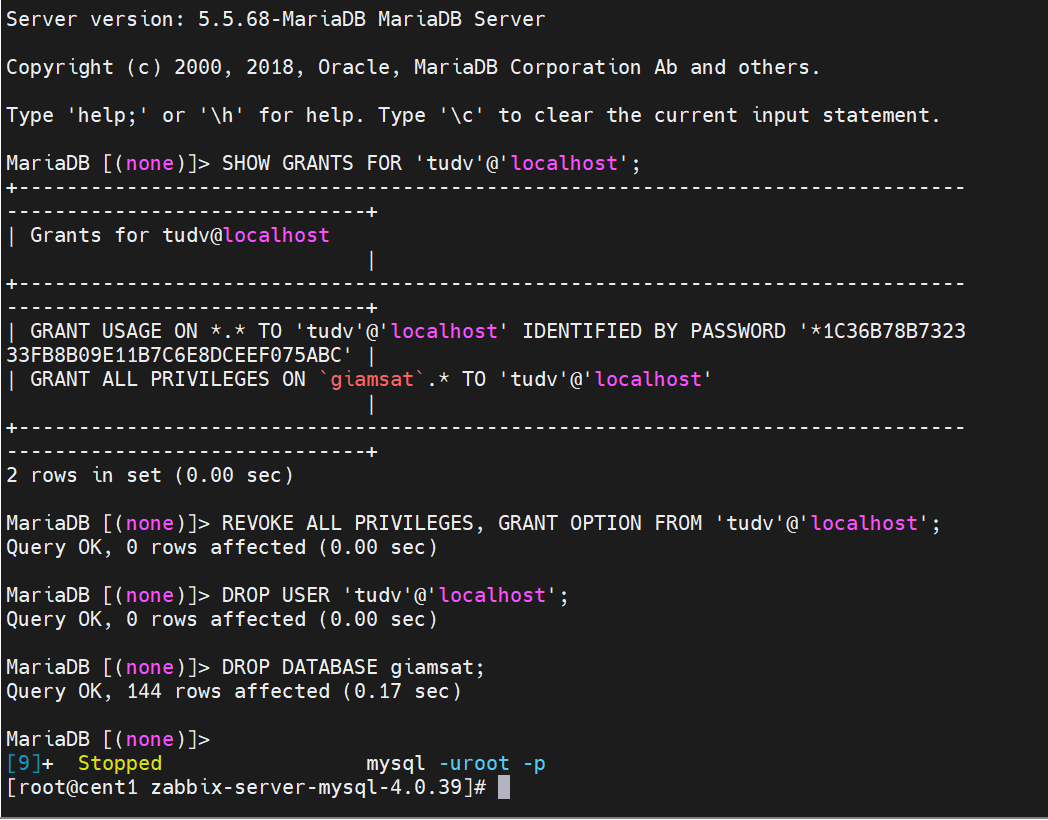 Server version: 5.5.68-MariaDB MariaDB Server
Copyright (c) 2000, 2018, Oracle, MariaDB Corporation Ab and others.
Type 'help;' or '\h' for help. Type '\c' to clear the current input statement.
MariaDB [(none)]> SHOW GRANTS FOR 'tudv'@'localhost';
+-------------------------------------------------------------------------------
------------------------------+
| Grants for tudv@localhost
                              |
+-------------------------------------------------------------------------------
------------------------------+
| GRANT USAGE ON *.* TO 'tudv'@'localhost' IDENTIFIED BY PASSWORD '*1C36B78B7323
33FB8B09E11B7C6E8DCEEF075ABC' |
| GRANT ALL PRIVILEGES ON `giamsat`.* TO 'tudv'@'localhost'
                              |
+-------------------------------------------------------------------------------
------------------------------+
2 rows in set (0.00 sec)
MariaDB [(none)]> REVOKE ALL PRIVILEGES, GRANT OPTION FROM 'tudv'@'localhost';
Query OK, 0 rows affected (0.00 sec)
MariaDB [(none)]> DROP USER 'tudv'@'localhost';
Query OK, 0 rows affected (0.00 sec)
MariaDB [(none)]> DROP DATABASE giamsat;
Query OK, 144 rows affected (0.17 sec)
MariaDB [(none)]>
[9]+  Stopped                 mysql -uroot -p
[root@cent1 zabbix-server-mysql-4.0.39]#